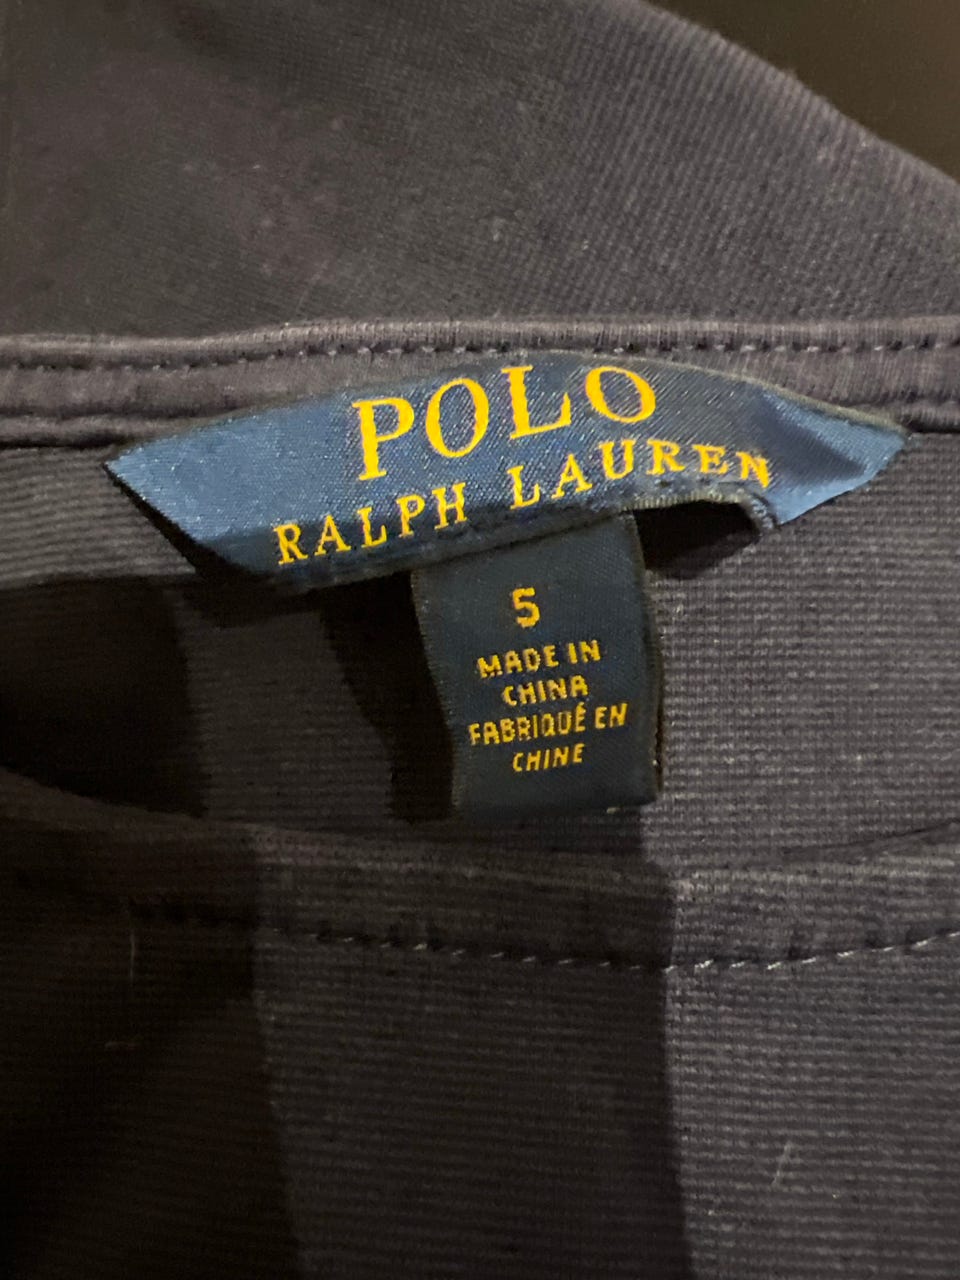 POLO
RALPH LAUREN
5
MADE IN
CHINA
FABRIQUÉ EN
CHINE